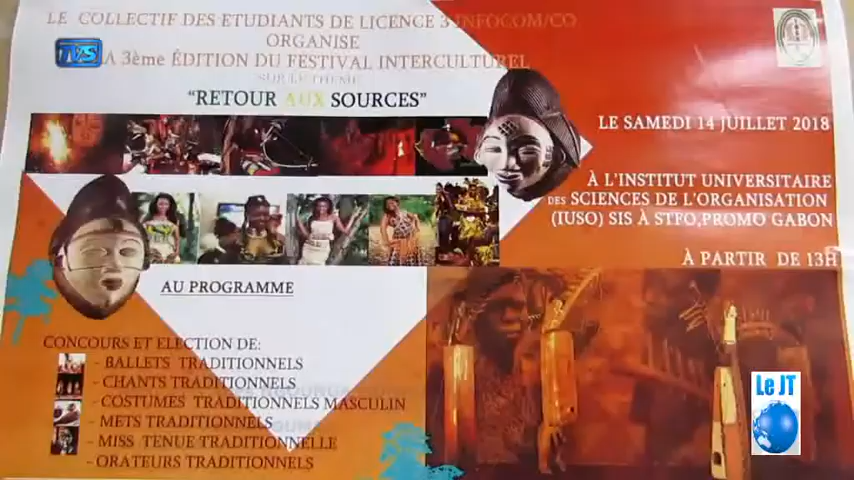 LE COLLECTIF DES ETUDIANTS DE LICENCE 3 INFOCOM/CO
ORGANISE
LA 3ème ÉDITION DU FESTIVAL INTERCULTUREL
SUR LE THEME
"RETOUR AUX SOURCES"
TVS
LE SAMEDI 14 JUILLET 2018
À L'INSTITUT UNIVERSITAIRE
DES SCIENCES DE L'ORGANISATION
(IUSO) SIS À STFO,PROMO GABON
À PARTIR DE 13H
AU PROGRAMME
CONCOURS ET ELECTION DE:
- BALLETS TRADITIONNELS
- CHANTS TRADITIONNELS
- COSTUMES TRADITIONNELS MASCULIN
- METS TRADITIONNELS
- MISS TENUE TRADITIONNELLE
- ORATEURS TRADITIONNELS
Le JT